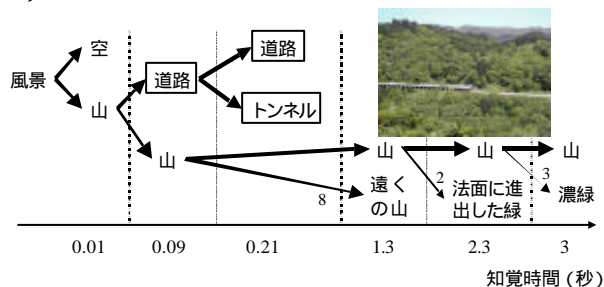 風景
空
山
道路
山
道路
トンネル
8
山
遠く
の山
2
山
法面に進
出した緑
3
山
濃緑
0.01 0.09 0.21 1.3 2.3 3
知覚時間（秒）